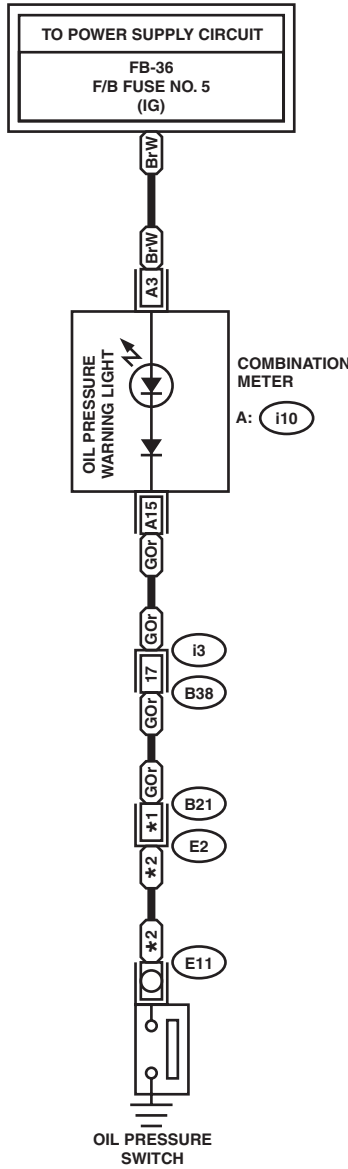 TO POWER SUPPLY CIRCUIT
FB-36
F/B FUSE NO. 5
(IG)
BrW
BrW
A3
OIL PRESSURE
WARNING LIGHT
COMBINATION
METER
A: i10
A15
GOr
GOr
i3
17
B38
GOr
GOr
B21
*1
E2
*2
*2
E11
OIL PRESSURE
SWITCH